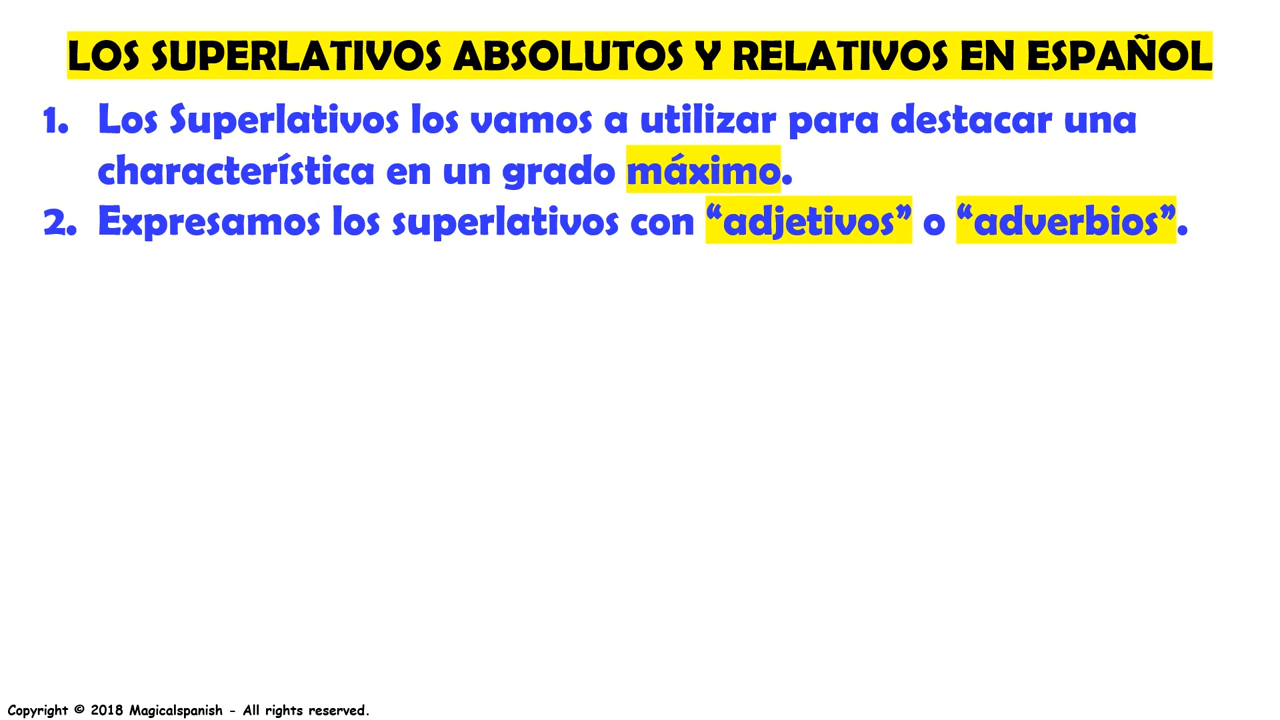 LOS SUPERLATIVOS ABSOLUTOS Y RELATIVOS EN ESPAÑOL
1. Los Superlativos los vamos a utilizar para destacar una
characterística en un grado máximo.
2. Expresamos los superlativos con “adjetivos” o “adverbios”.
Copyright © 2018 Magicalspanish - All rights reserved.